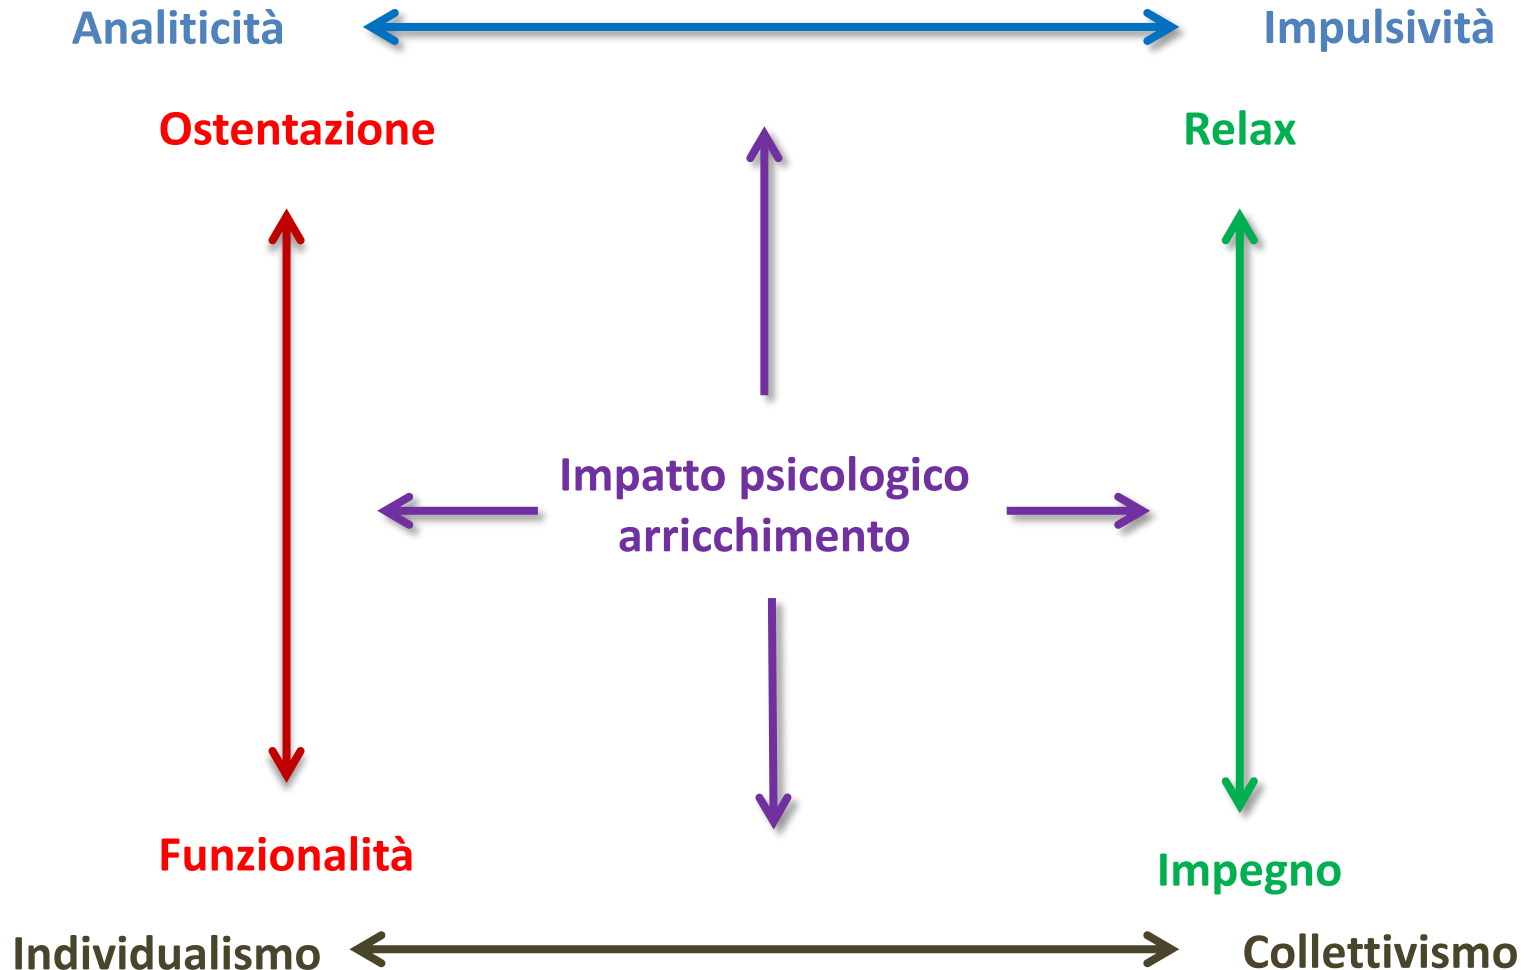 Analiticità
Impulsività
Ostentazione
Relax
Impatto psicologico
arricchimento
Funzionalità
Impegno
Individualismo
Collettivismo